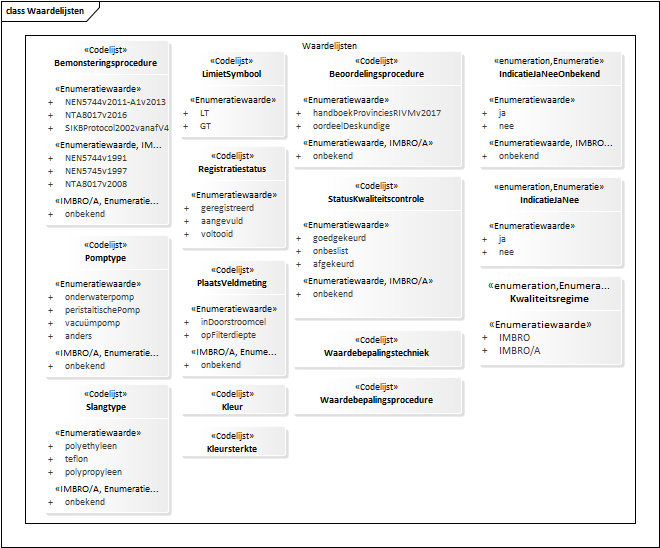 class Waardelijsten
Waardelijsten
«Codelijst»
Bemonsteringsprocedure
«Enumeratiewaarde»
+ NEN5744v2011-A1v2013
+ NTA8017v2016
+ SIKBProtocol2002vanafV4
«Enumeratiewaarde, IM...
+ NEN5744v1991
+ NEN5745v1997
+ NTA8017v2008
«IMBRO/A, Enumeratie...
+ onbekend
«Codelijst»
Pomptype
«Enumeratiewaarde»
+ onderwaterpomp
+ peristaltischePomp
+ vacuümpomp
+ anders
«IMBRO/A, Enumeratie...
+ onbekend
«Codelijst»
Slangtype
«Enumeratiewaarde»
+ polyethyleen
+ teflon
+ polypropyleen
«IMBRO/A, Enumeratie...
+ onbekend
«Codelijst»
LimietSymbool
«Enumeratiewaarde»
+ LT
+ GT
«Codelijst»
Registratiestatus
«Enumeratiewaarde»
+ geregistreerd
+ aangevuld
+ voltooid
«Codelijst»
PlaatsVeldmeting
«Enumeratiewaarde»
+ inDoorstroomcel
+ opFilterdiepte
«IMBRO/A, Enume...
+ onbekend
«Codelijst»
Kleur
«Codelijst»
Kleursterkte
«Codelijst»
Beoordelingsprocedure
«Enumeratiewaarde»
+ handboekProvinciesRIVMv2017
+ oordeelDeskundige
«Enumeratiewaarde, IMBRO/A»
+ onbekend
«Codelijst»
StatusKwaliteitscontrole
«Enumeratiewaarde»
+ goedgekeurd
+ onbeslist
+ afgekeurd
«Enumeratiewaarde, IMBRO/A»
+ onbekend
«Codelijst»
Waardebepalingstechniek
«Codelijst»
Waardebepalingsprocedure
«enumeration,Enumeratie»
IndicatieJaNeeOnbekend
«Enumeratiewaarde»
+ ja
+ nee
«Enumeratiewaarde, IMBRO...
+ onbekend
«enumeration,Enumeratie»
IndicatieJaNee
«Enumeratiewaarde»
+ ja
+ nee
«enumeration,Enumera...
Kwaliteitsregime
«Enumeratiewaarde»
+ IMBRO
+ IMBRO/A